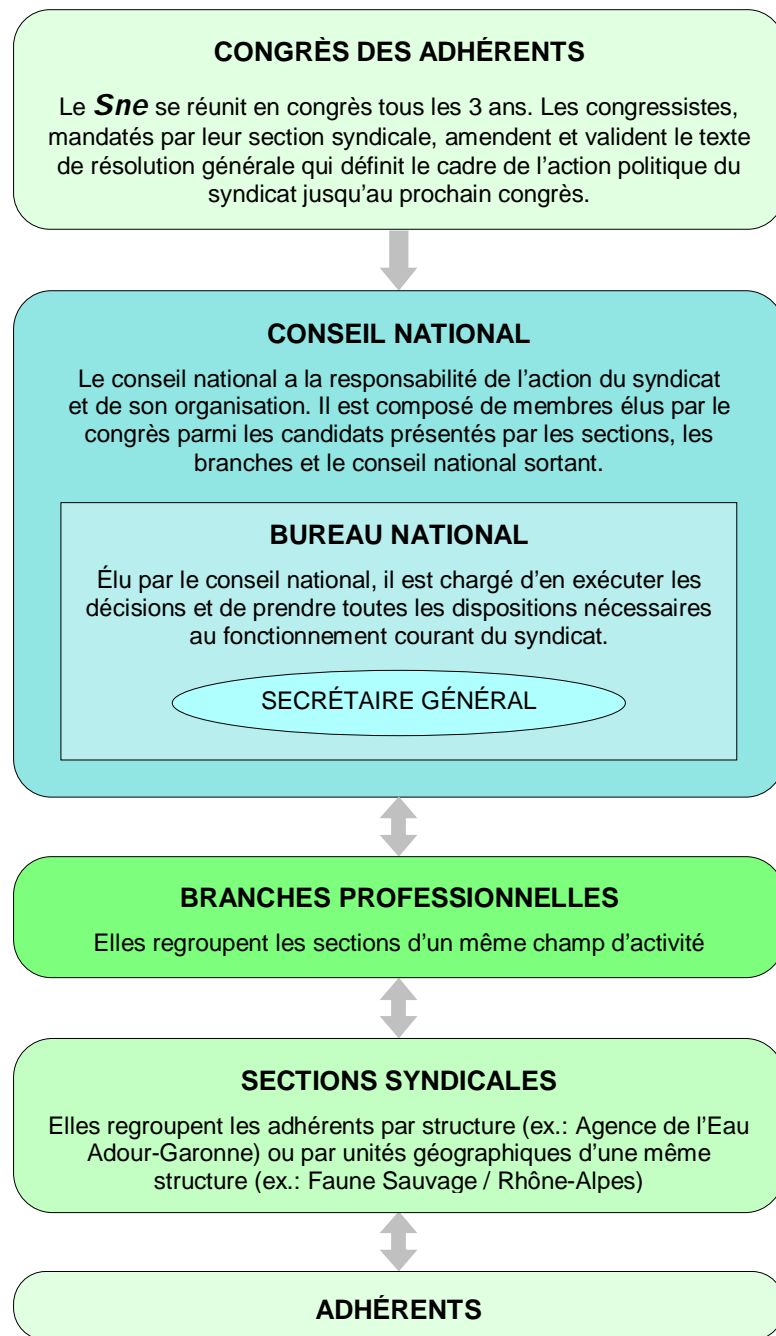 CONGRÈS DES ADHÉRENTS
Le Sne se réunit en congrès tous les 3 ans. Les congressistes,
mandatés par leur section syndicale, amendent et valident le texte
de résolution générale qui définit le cadre de l’action politique du
syndicat jusqu’au prochain congrès.
CONSEIL NATIONAL
Le conseil national a la responsabilité de l’action du syndicat
et de son organisation. Il est composé de membres élus par le
congrès parmi les candidats présentés par les sections, les
branches et le conseil national sortant.
BUREAU NATIONAL
Élu par le conseil national, il est chargé d’en exécuter les
décisions et de prendre toutes les dispositions nécessaires
au fonctionnement courant du syndicat.
SECRÉTAIRE GÉNÉRAL
BRANCHES PROFESSIONNELLES
Elles regroupent les sections d’un même champ d’activité
SECTIONS SYNDICALES
Elles regroupent les adhérents par structure (ex.: Agence de l’Eau
Adour-Garonne) ou par unités géographiques d’une même
structure (ex.: Faune Sauvage / Rhône-Alpes)
ADHÉRENTS